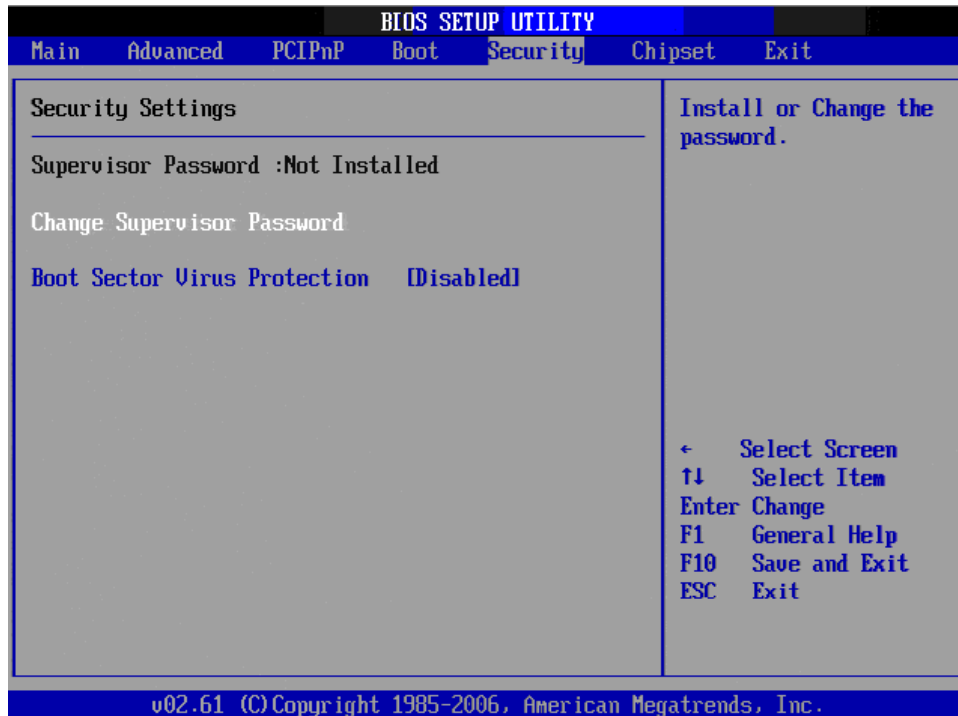 BIOS SETUP UTILITY
Main Advanced PCIPnP Boot Security Chipset Exit
Security Settings
Supervisor Password :Not Installed
Change Supervisor Password
Boot Sector Virus Protection [Disabled]
Install or Change the
password.
← Select Screen
↑↓ Select Item
Enter Change
F1 General Help
F10 Save and Exit
ESC Exit
v02.61 (C)Copyright 1985-2006, American Megatrends, Inc.